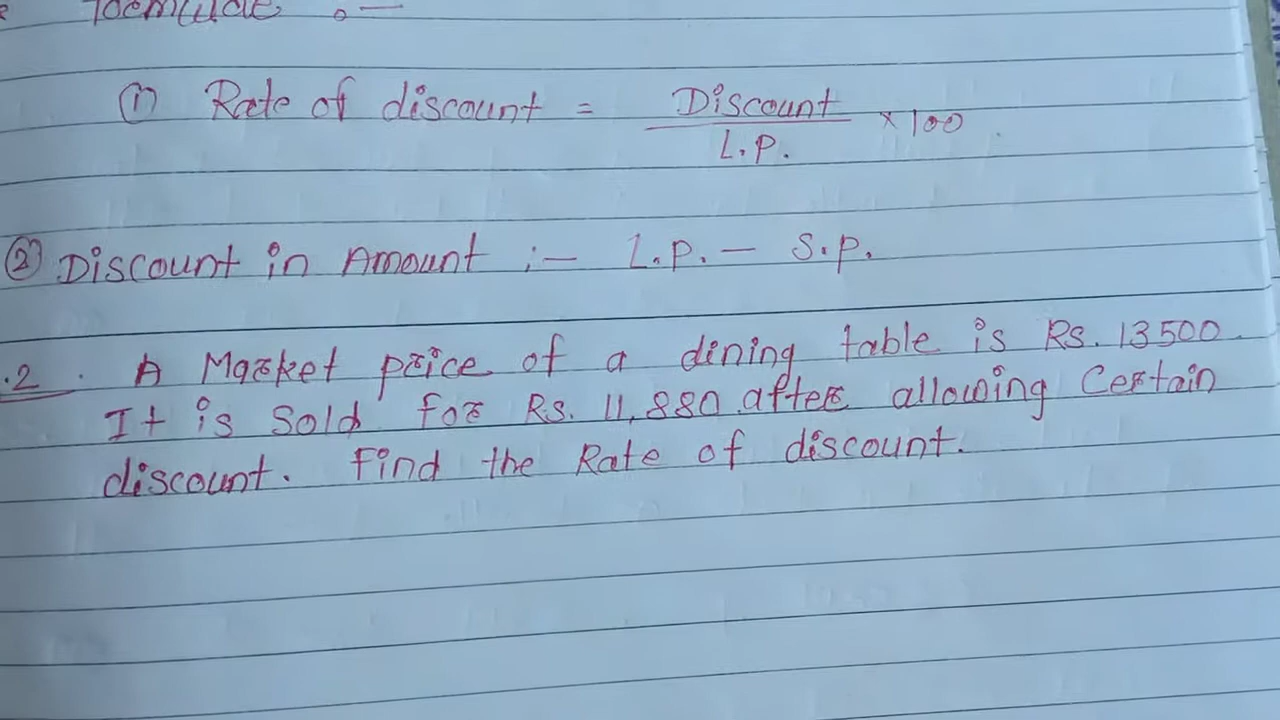 ① Rate of discount = Discount / L.P. × 100
② Discount in Amount :- L.P. - S.P.
.2. A Market price of a dining table is Rs. 13500.
It is Sold for Rs. 11,880 after allowing Certain
discount. Find the Rate of discount.